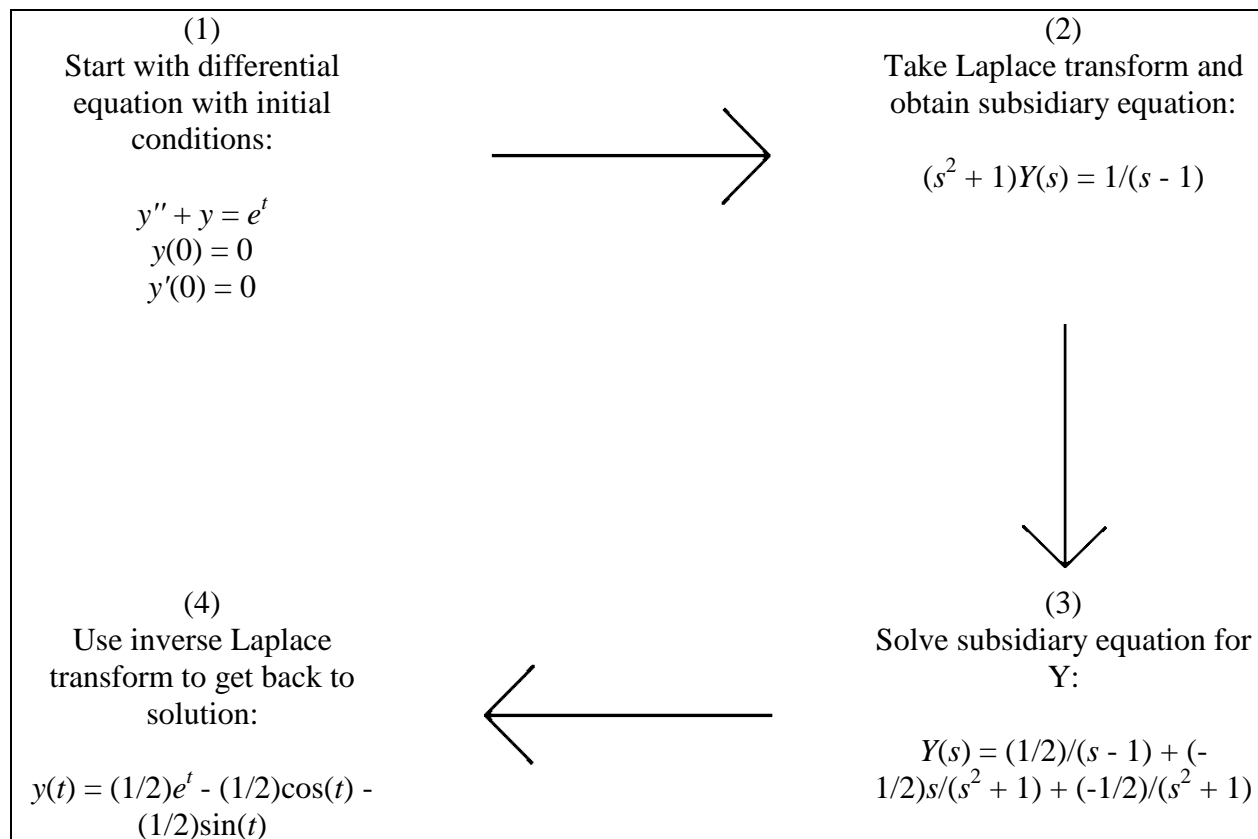 (1)
Start with differential
equation with initial
conditions:
y'' + y = e^t
y(0) = 0
y'(0) = 0
(2)
Take Laplace transform and
obtain subsidiary equation:
(s^2 + 1)Y(s) = 1/(s - 1)
(3)
Solve subsidiary equation for
Y:
Y(s) = (1/2)/(s - 1) + (-
1/2)s/(s^2 + 1) + (-1/2)/(s^2 + 1)
(4)
Use inverse Laplace
transform to get back to
solution:
y(t) = (1/2)e^t - (1/2)cos(t) -
(1/2)sin(t)